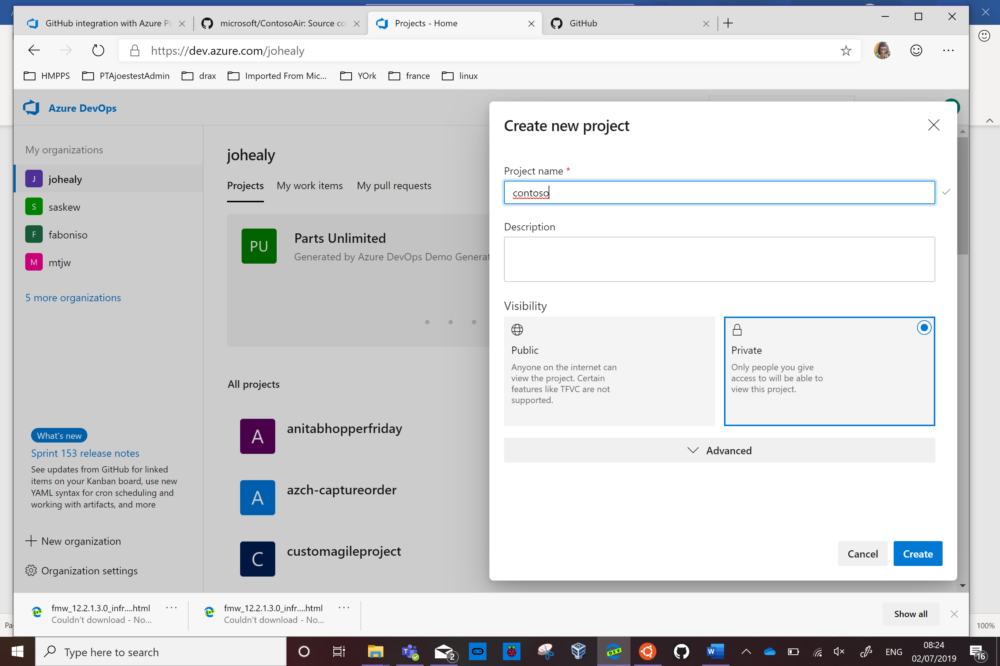 GitHub integration with Azure Pi
microsoft/ContosoAir: Source co
Projects - Home
GitHub
https://dev.azure.com/johealy
HMPPS
PTAjoestestAdmin
drax
Imported From Mic...
YOrk
france
linux
Azure DevOps
My organizations
J
johealy
S
saskew
F
faboniso
M
mtjw
5 more organizations
What's new
Sprint 153 release notes
See updates from GitHub for linked
items on your Kanban board, use new
YAML syntax for cron scheduling and
working with artifacts, and more
New organization
Organization settings
johealy
Projects
My work items
My pull requests
PU
Parts Unlimited
Generated by Azure DevOps Demo Generat
All projects
A
anitabhopperfriday
A
azch-captureorder
C
customagileproject
Create new project
Project name *
contoso
Description
Visibility
Public
Anyone on the internet can
view the project. Certain
features like TFVC are not
supported.
Private
Only people you give
access to will be able to
view this project.
Advanced
Cancel
Create
fmw_12.2.1.3.0_infr....html
Couldn't download - No...
fmw_12.2.1.3.0_infr....html
Couldn't download - No...
Show all
Pa
100%
Type here to search
T
2
DEV
W
ENG
08:24
02/07/2019
16